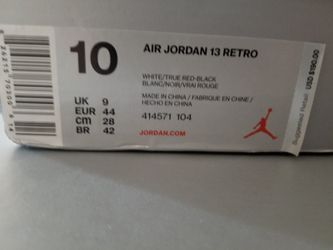 10
AIR JORDAN 13 RETRO
WHITE/TRUE RED-BLACK
BLANC/NOIR/VRAI ROUGE
MADE IN CHINA / FABRIQUE EN CHINE /
HECHO EN CHINA
UK 9
EUR 44
CM 28
BR 42
JORDAN.COM
414571 104
Suggested Retail
USD $190.00